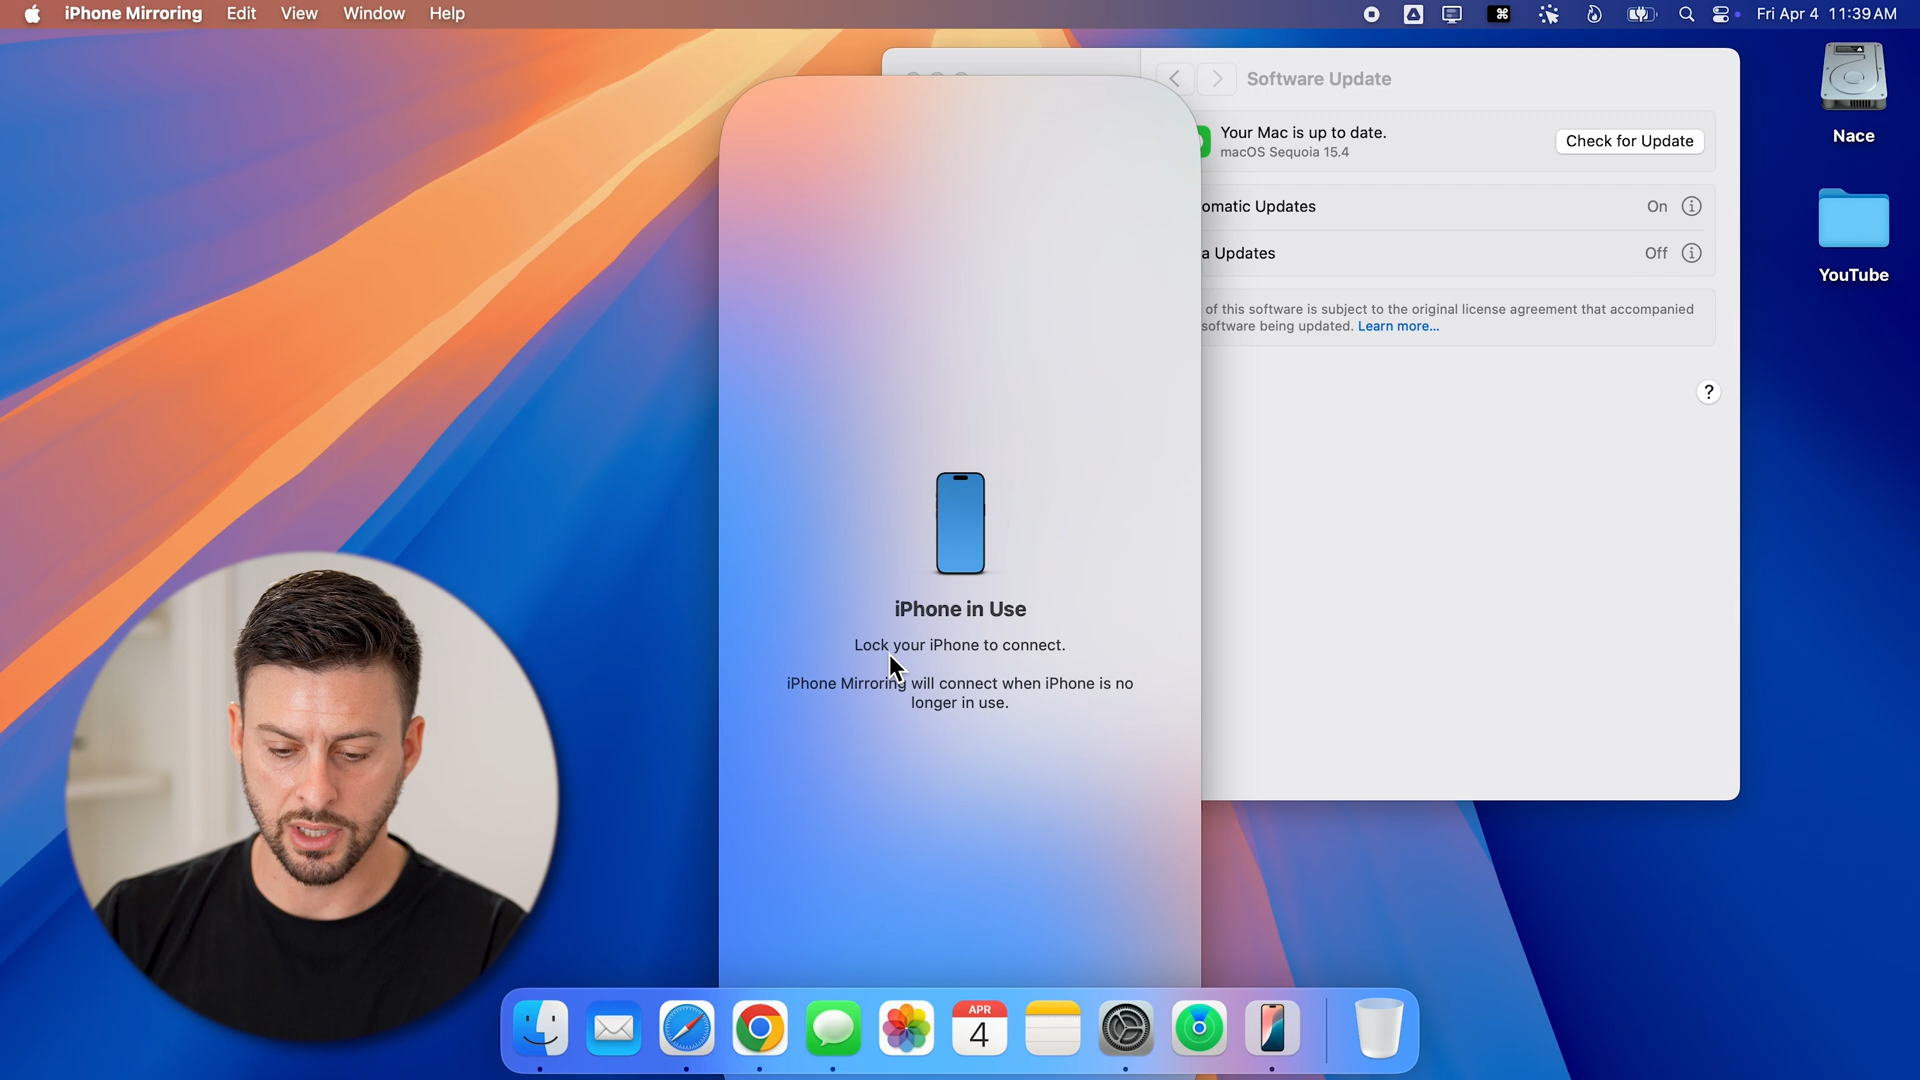 iPhone Mirroring Edit View Window Help
Fri Apr 4 11:39 AM
Software Update
Your Mac is up to date.
macOS Sequoia 15.4
Check for Update
omatic Updates
On
a Updates
Off
of this software is subject to the original license agreement that accompanied
software being updated. Learn more...
?
Nace
YouTube
iPhone in Use
Lock your iPhone to connect.
iPhone Mirroring will connect when iPhone is no
longer in use.
APR
4